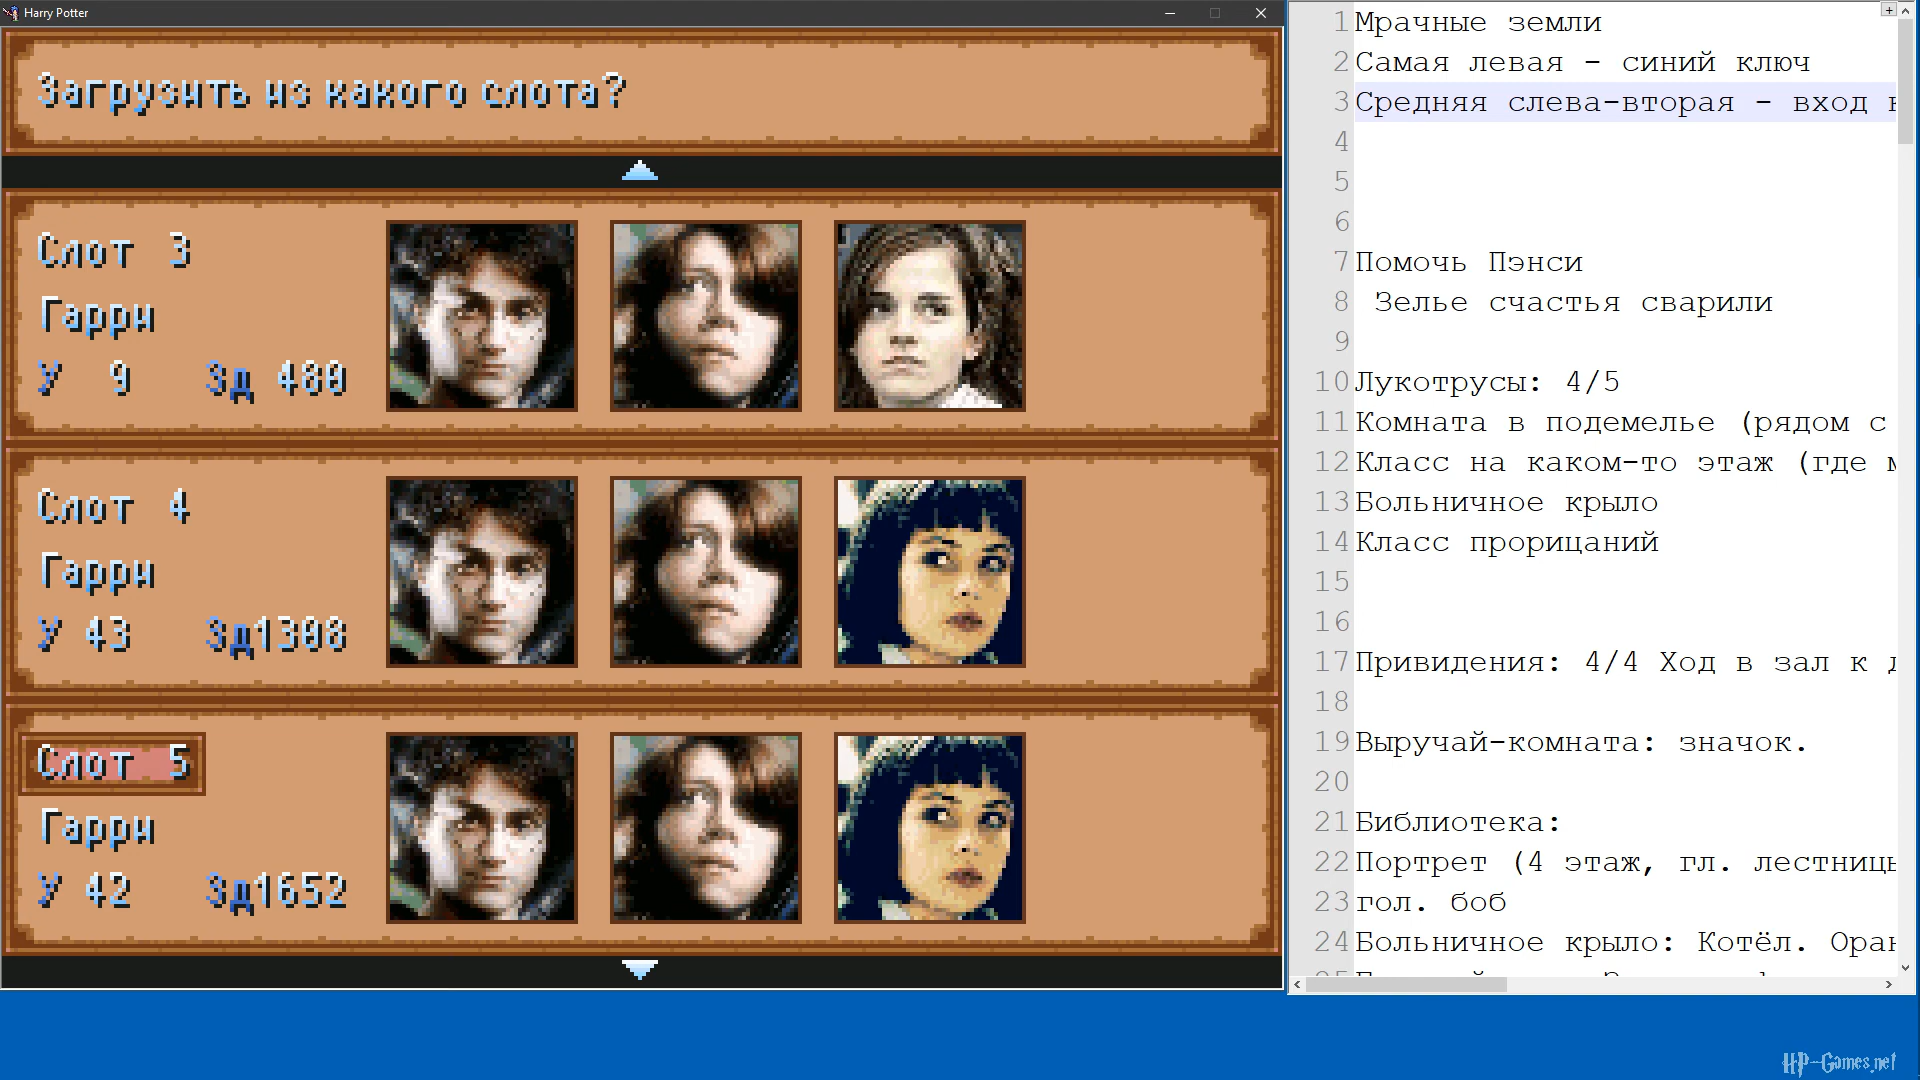 Harry Potter
Загрузить из какого слота?
Слот 3
Гарри
У 9 Зд 480
Слот 4
Гарри
У 43 Зд1308
Слот 5
Гарри
У 42 Зд1652
1 Мрачные земли
2 Самая левая - синий ключ
3 Средняя слева-вторая - вход
4
5
6
7 Помочь Пэнси
8 Зелье счастья сварили
9
10 Лукотрусы: 4/5
11 Комната в подемелье (рядом с
12 Класс на каком-то этаж (где
13 Больничное крыло
14 Класс прорицаний
15
16
17 Привидения: 4/4 Ход в зал к
18
19 Выручай-комната: значок.
20
21 Библиотека:
22 Портрет (4 этаж, гл. лестниц
23 гол. боб
24 Больничное крыло: Котёл. Ора
HP-Games.net